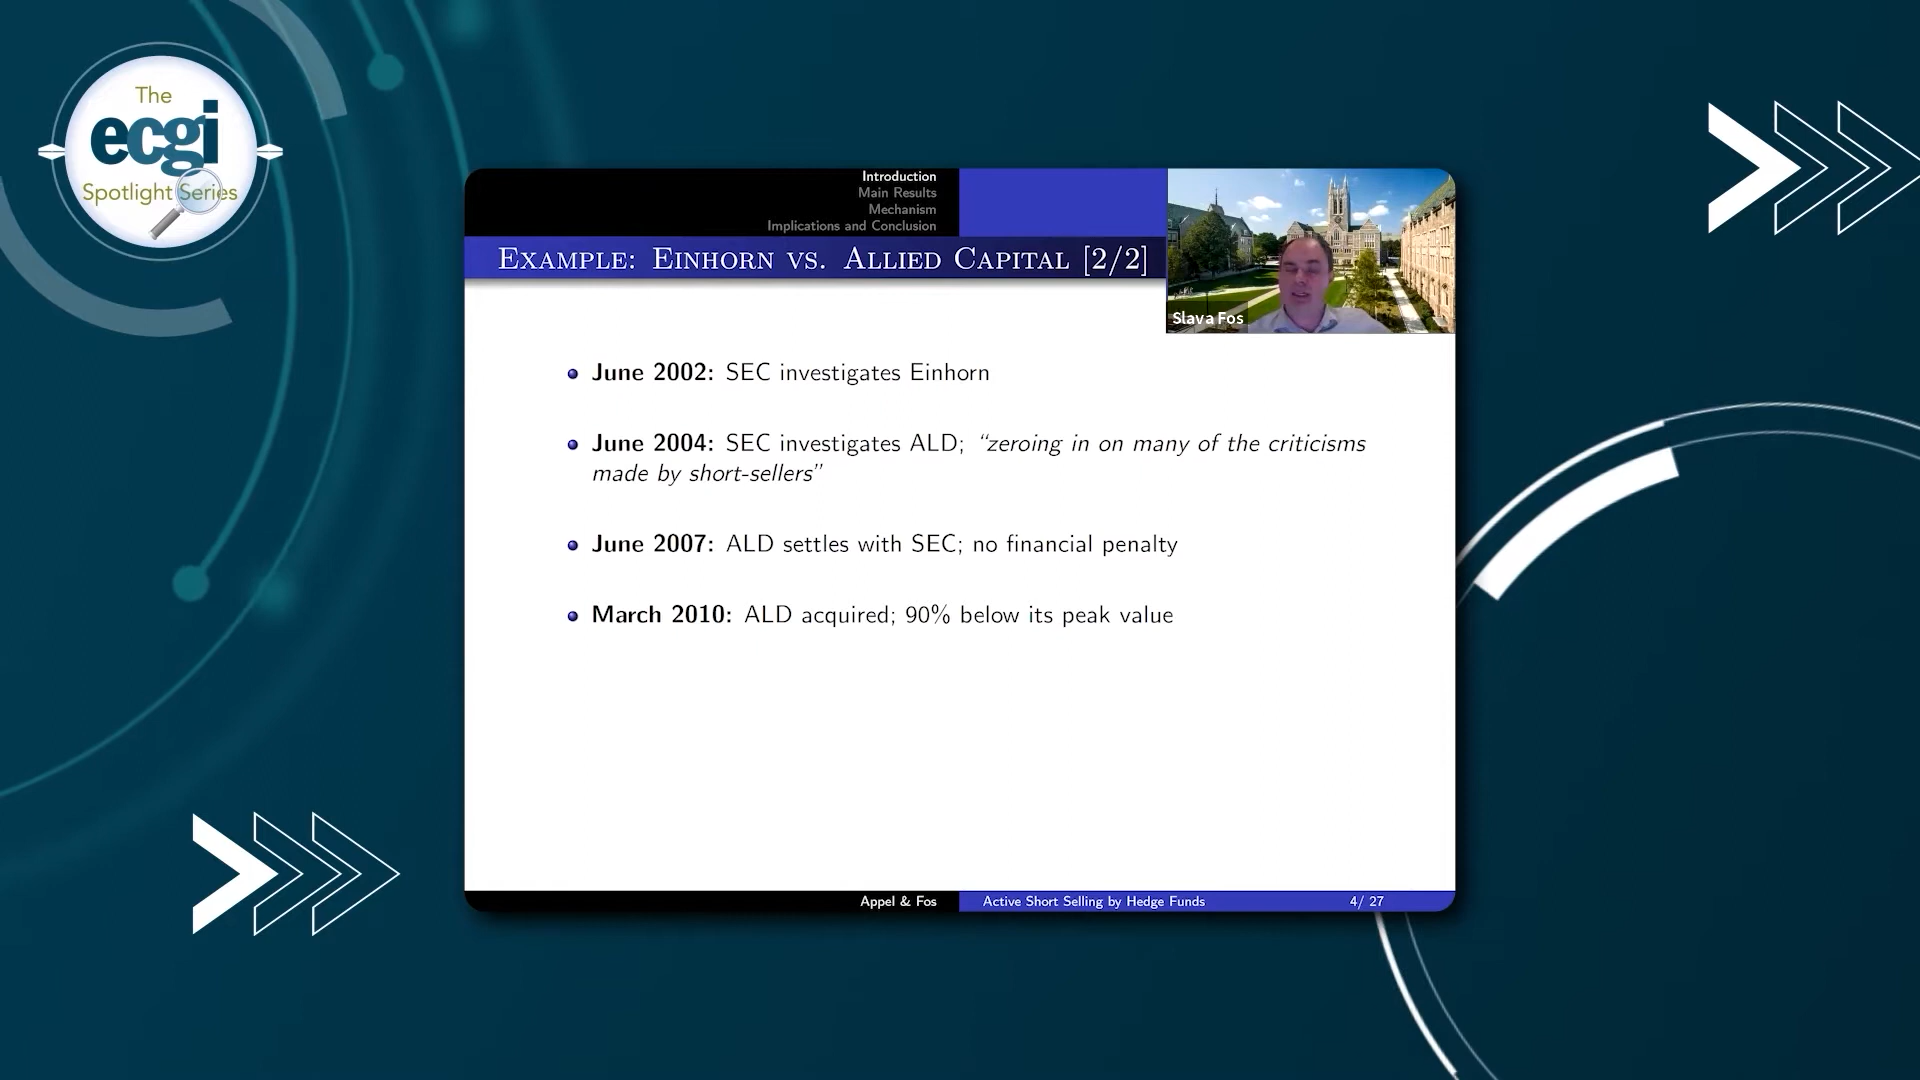 The
ecgi
Spotlight Series
Introduction
Main Results
Mechanism
Implications and Conclusion
Example: Einhorn vs. Allied Capital [2/2]
Slava Fos
June 2002: SEC investigates Einhorn
June 2004: SEC investigates ALD; “zeroing in on many of the criticisms
made by short-sellers”
June 2007: ALD settles with SEC; no financial penalty
March 2010: ALD acquired; 90% below its peak value
Appel & Fos
Active Short Selling by Hedge Funds
4/ 27